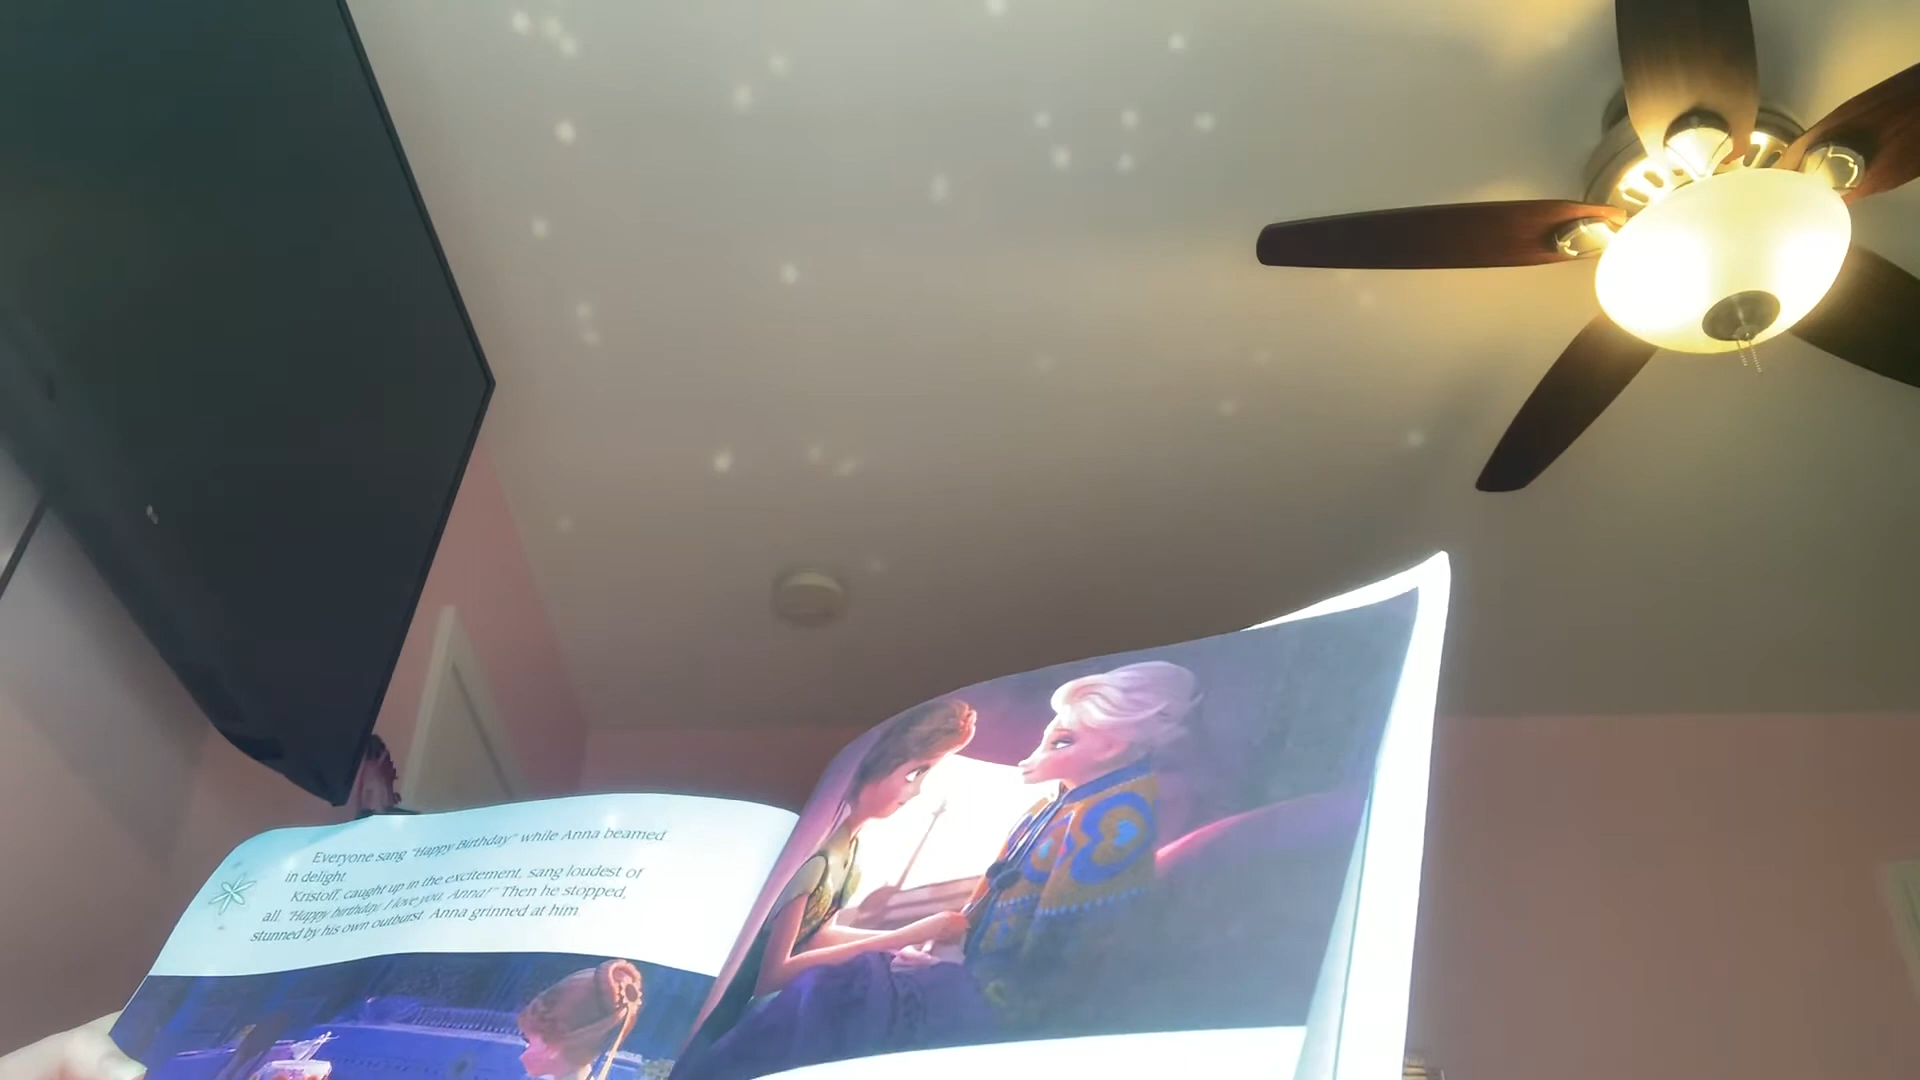 Everyone sang "Happy Birthday" while Anna beamed
in delight.
Kristoff, caught up in the excitement, sang loudest of
all. "Happy birthday! I love you, Anna!" Then he stopped,
stunned by his own outburst. Anna grinned at him.